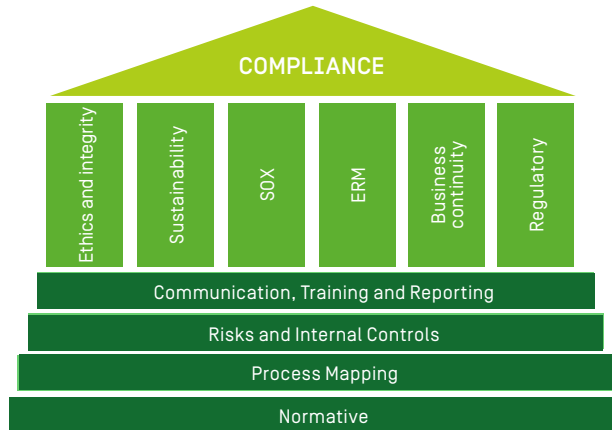 COMPLIANCE
Ethics and integrity
Sustainability
SOX
ERM
Business
continuity
Regulatory
Communication, Training and Reporting
Risks and Internal Controls
Process Mapping
Normative